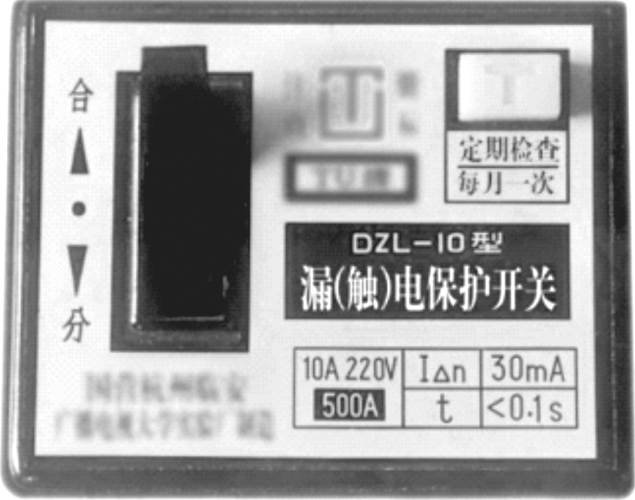 合
分
T
定期检查
每月一次
DZL-10型
漏(触)电保护开关
10A 220V
500A
I△n
30mA
t
<0.1s